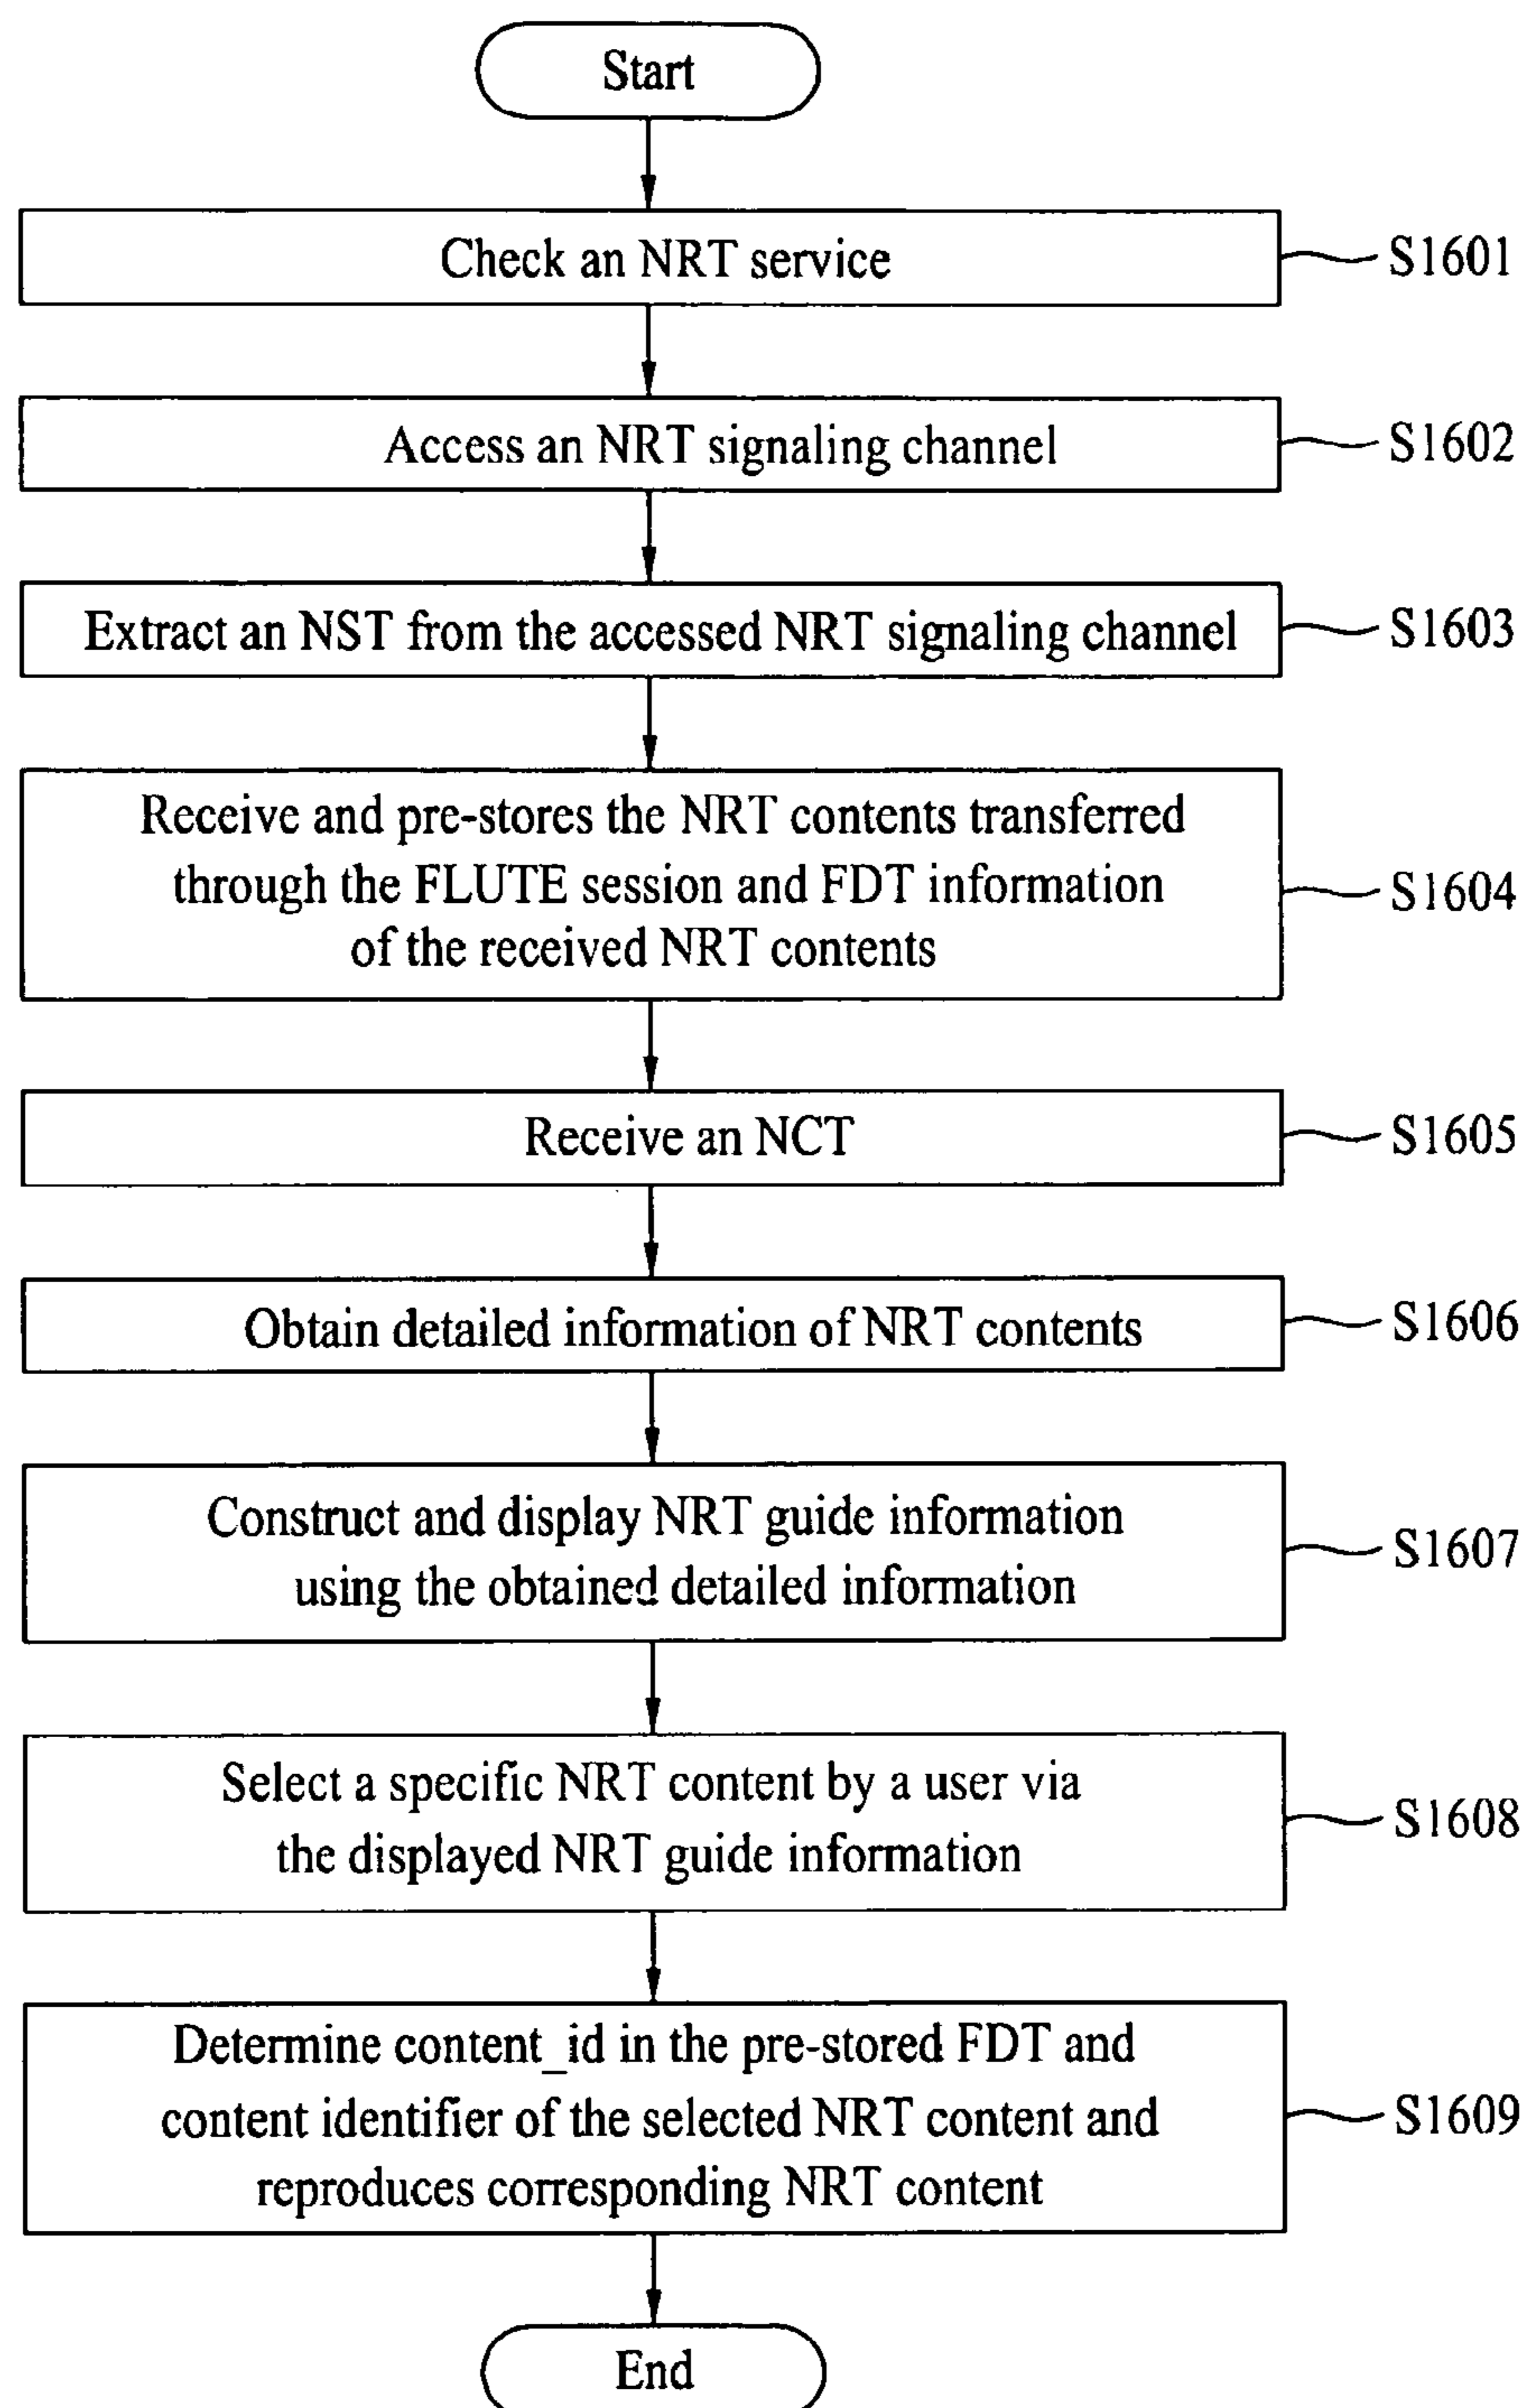 Start
Check an NRT service
S1601
Access an NRT signaling channel
S1602
Extract an NST from the accessed NRT signaling channel
S1603
Receive and pre-stores the NRT contents transferred
through the FLUTE session and FDT information
of the received NRT contents
S1604
Receive an NCT
S1605
Obtain detailed information of NRT contents
S1606
Construct and display NRT guide information
using the obtained detailed information
S1607
Select a specific NRT content by a user via
the displayed NRT guide information
S1608
Determine content_id in the pre-stored FDT and
content identifier of the selected NRT content and
reproduces corresponding NRT content
S1609
End